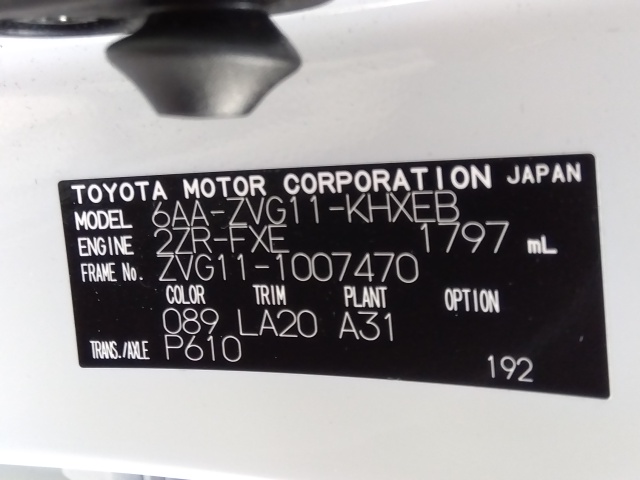 TOYOTA MOTOR CORPORATION JAPAN
MODEL 6AA-ZVG11-KHXEB
ENGINE 2ZR-FXE 1797 mL
FRAME No. ZVG11-1007470
COLOR TRIM PLANT OPTION
089 LA20 A31
TRANS./AXLE P610
192